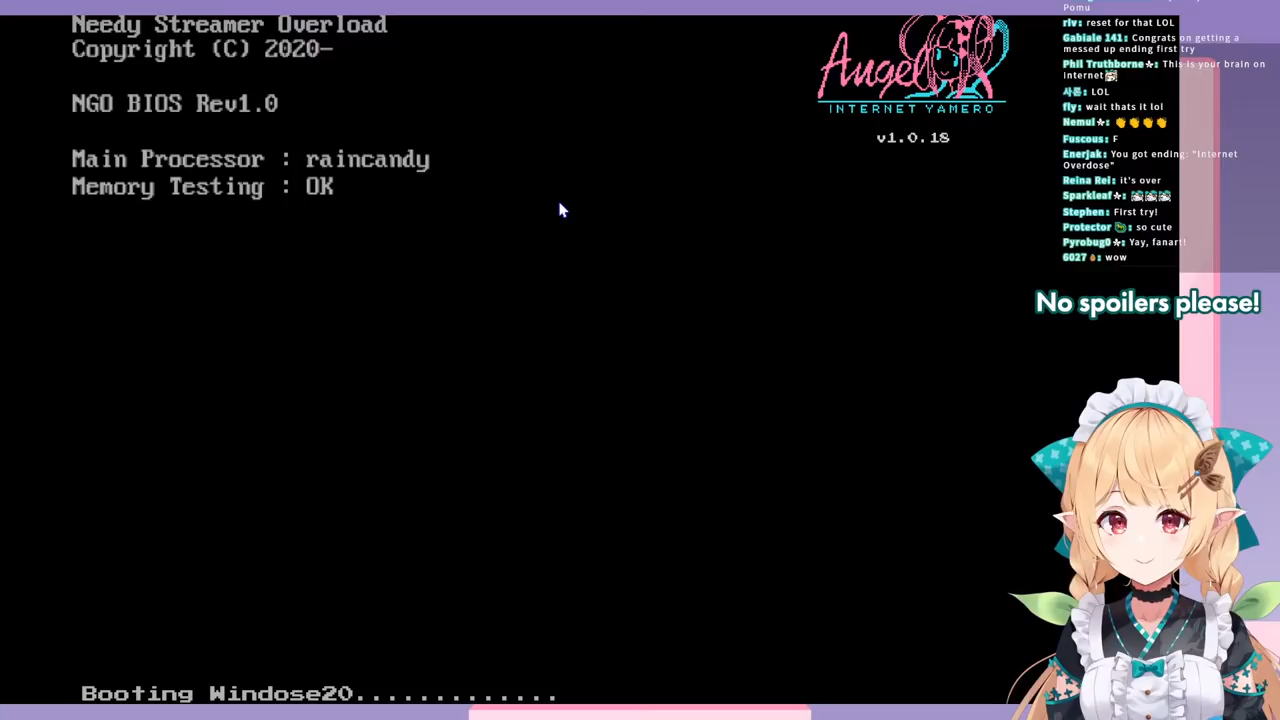 Needy Streamer Overload
Copyright (C) 2020-
NGO BIOS Rev1.0
Main Processor : raincandy
Memory Testing : OK
Angel
INTERNET YAMERO
v1.0.18
Booting Windose20.............
Pomu
rlv: reset for that LOL
Gabiale 141: Congrats on getting a
messed up ending first try
Phil Truthborne: This is your brain on
internet
사론: LOL
fly: wait thats it lol
Nemul: 👏👏👏👏
Fuscous: F
Enerjak: You got ending: "Internet
Overdose"
Reina Rei: it's over
Sparkleaf:
Stephen: First try!
Protector: so cute
Pyrobug0: Yay, fanart!
6027: wow
No spoilers please!